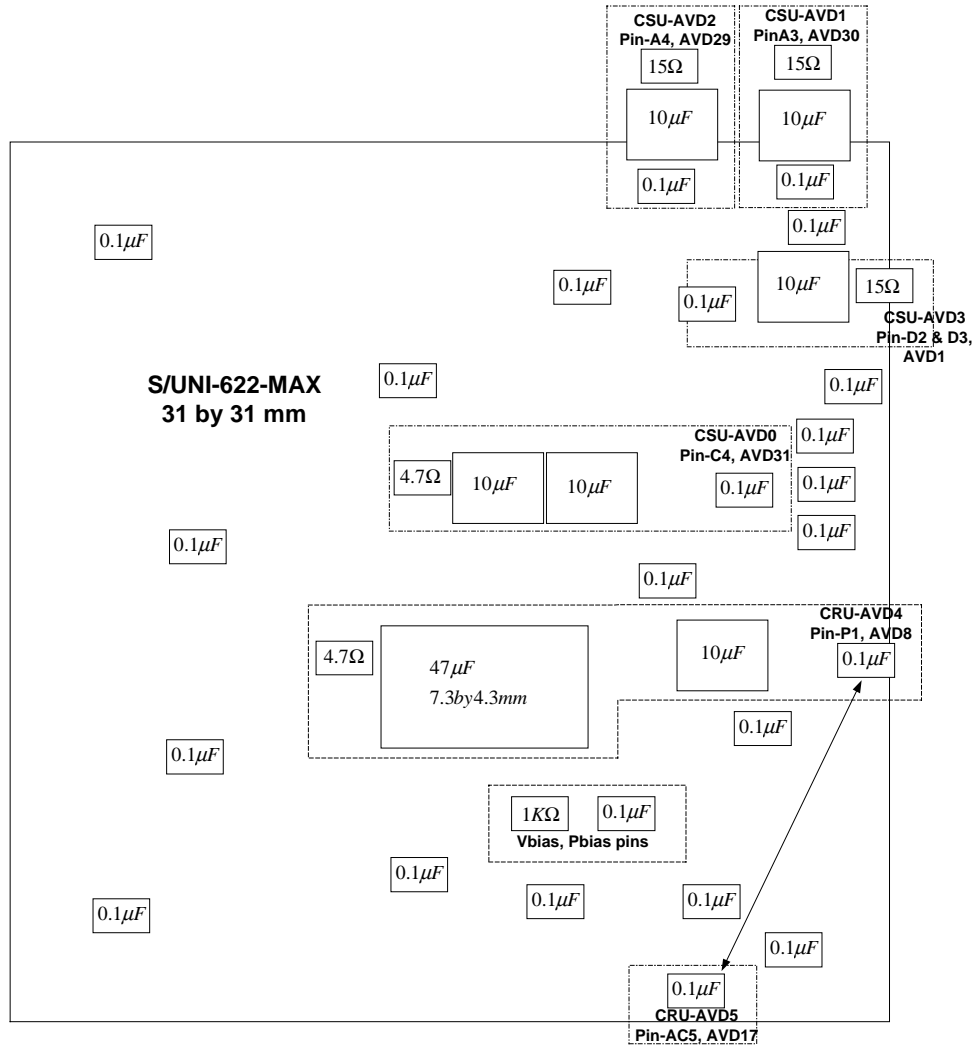 CSU-AVD2
Pin-A4, AVD29
15Ω
10µF
0.1µF
CSU-AVD1
PinA3, AVD30
15Ω
10µF
0.1µF
0.1µF
0.1µF
0.1µF
0.1µF
10µF
15Ω
CSU-AVD3
Pin-D2 & D3,
AVD1
S/UNI-622-MAX
31 by 31 mm
0.1µF
0.1µF
CSU-AVD0
Pin-C4, AVD31
4.7Ω
10µF
10µF
0.1µF
0.1µF
0.1µF
0.1µF
0.1µF
0.1µF
CRU-AVD4
Pin-P1, AVD8
4.7Ω
47µF
7.3by4.3mm
10µF
0.1µF
0.1µF
0.1µF
1KΩ
0.1µF
Vbias, Pbias pins
0.1µF
0.1µF
0.1µF
0.1µF
0.1µF
0.1µF
CRU-AVD5
Pin-AC5, AVD17